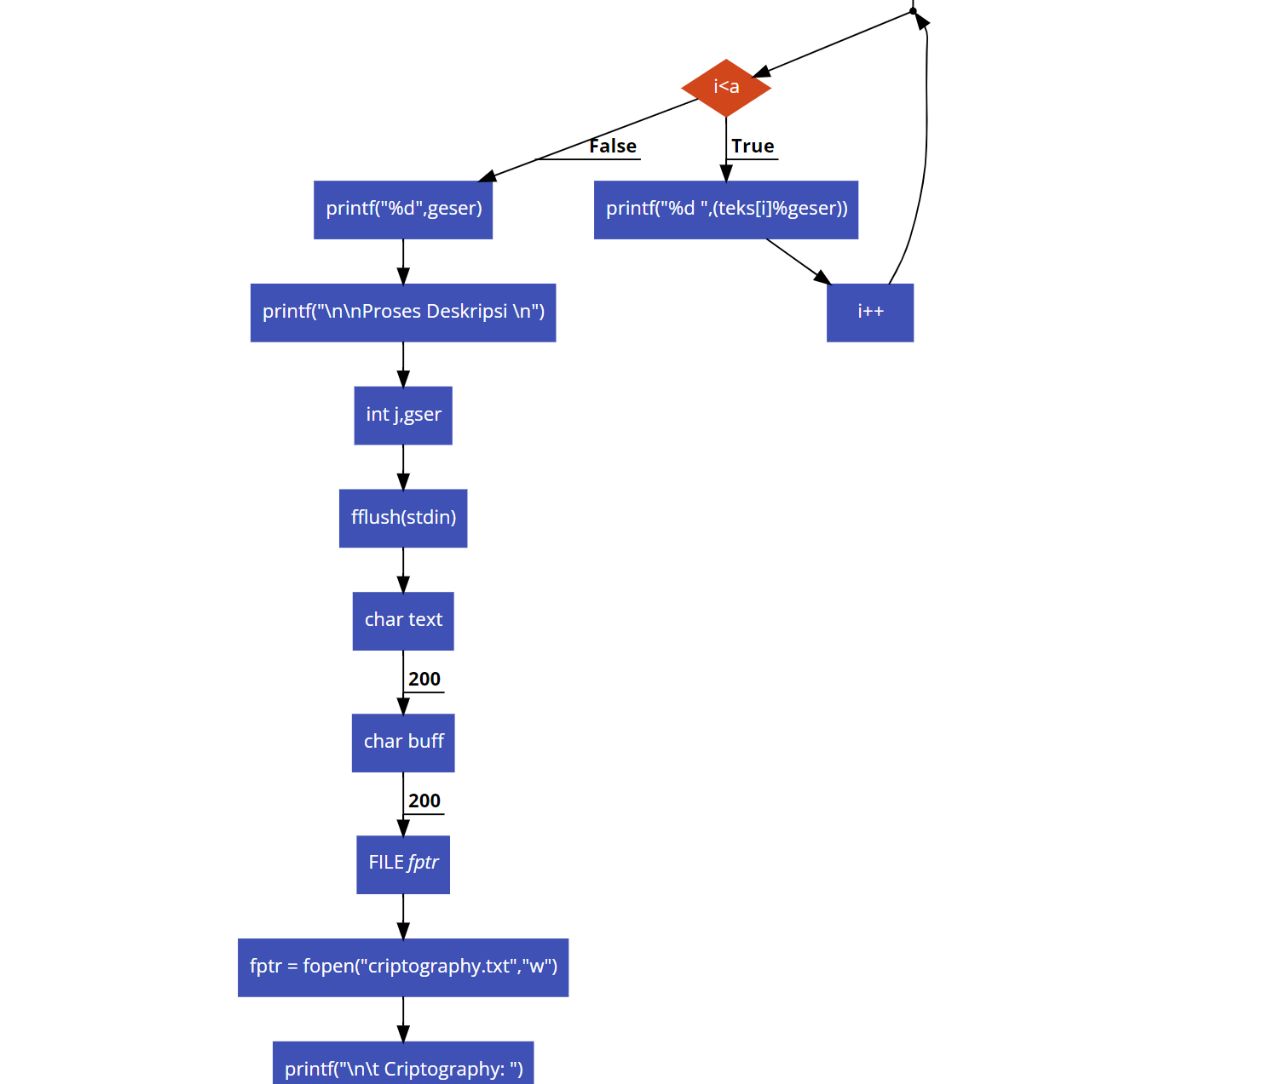 i<a
False
True
printf("%d",geser)
printf("%d ",(teks[i]%geser))
printf("\n\nProses Deskripsi \n")
i++
int j,gser
fflush(stdin)
char text
200
char buff
200
FILE fptr
fptr = fopen("criptography.txt","w")
printf("\n\t Criptography: ")